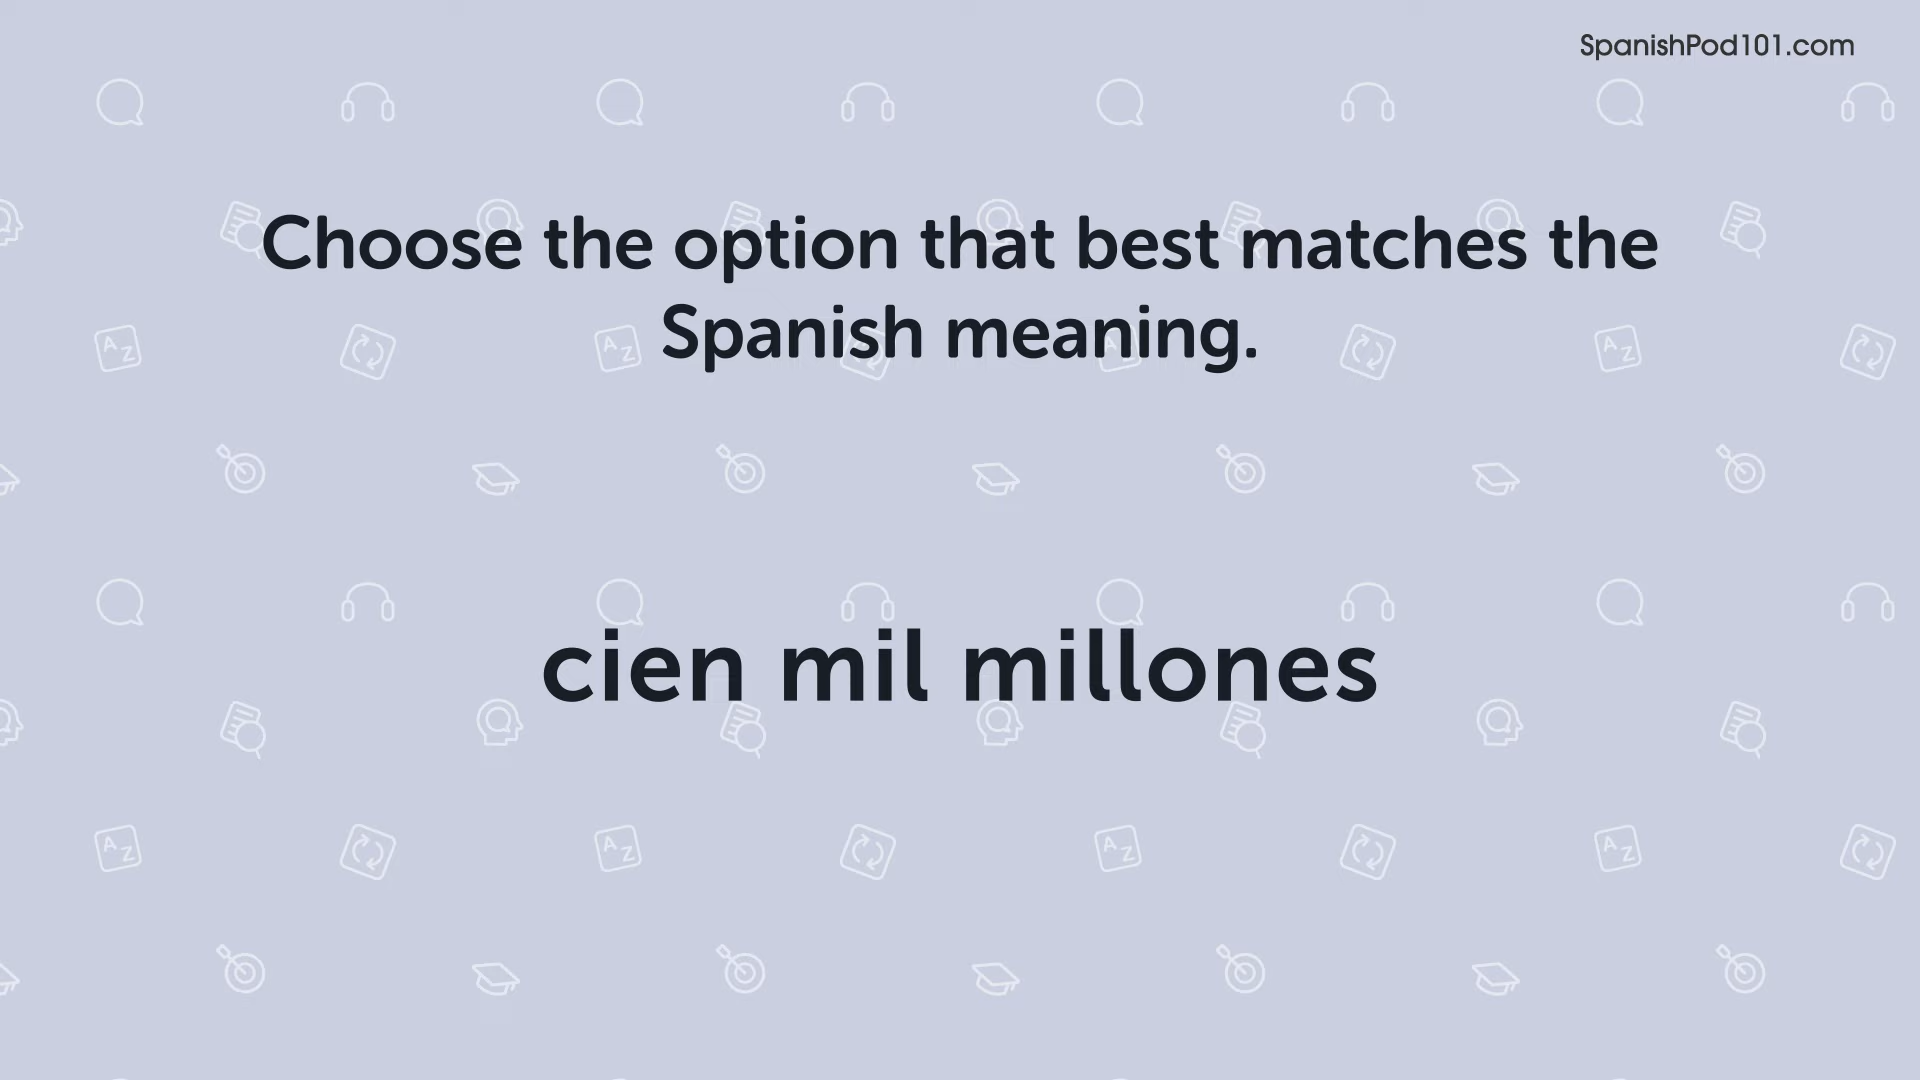 SpanishPod101.com
Choose the option that best matches the
Spanish meaning.
cien mil millones